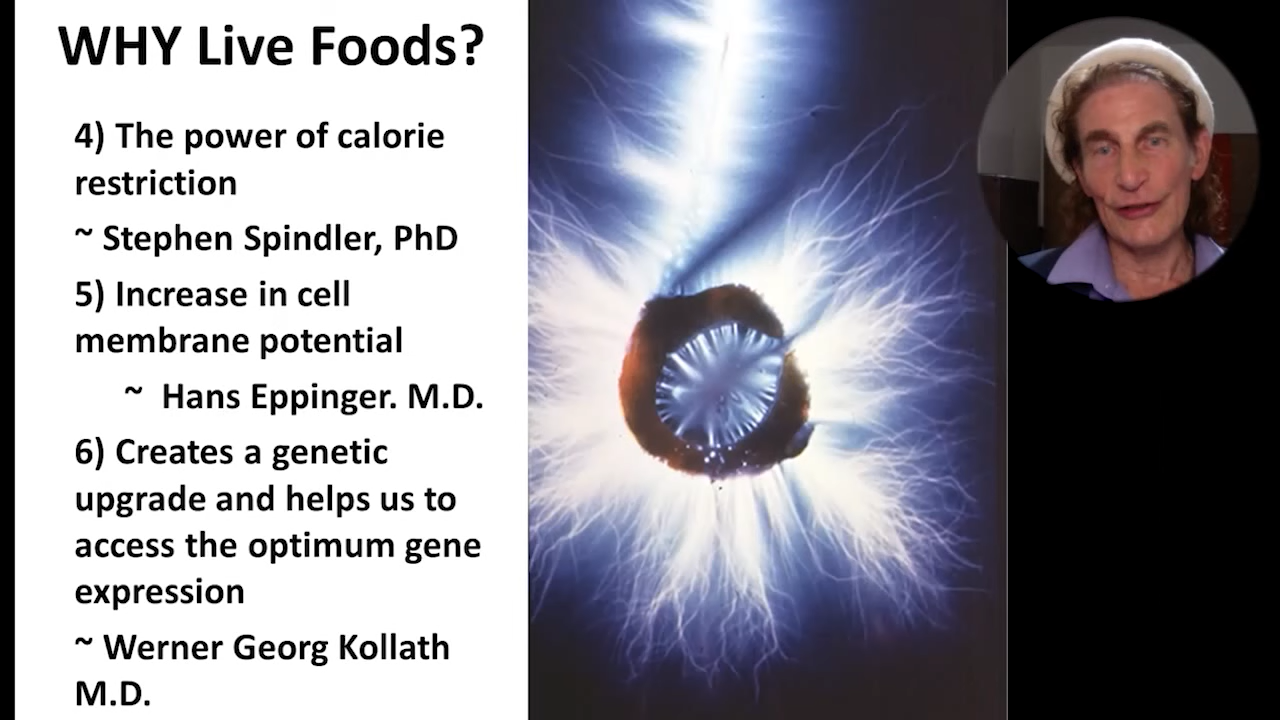 WHY Live Foods?
4) The power of calorie
restriction
~ Stephen Spindler, PhD
5) Increase in cell
membrane potential
~ Hans Eppinger. M.D.
6) Creates a genetic
upgrade and helps us to
access the optimum gene
expression
~ Werner Georg Kollath
M.D.